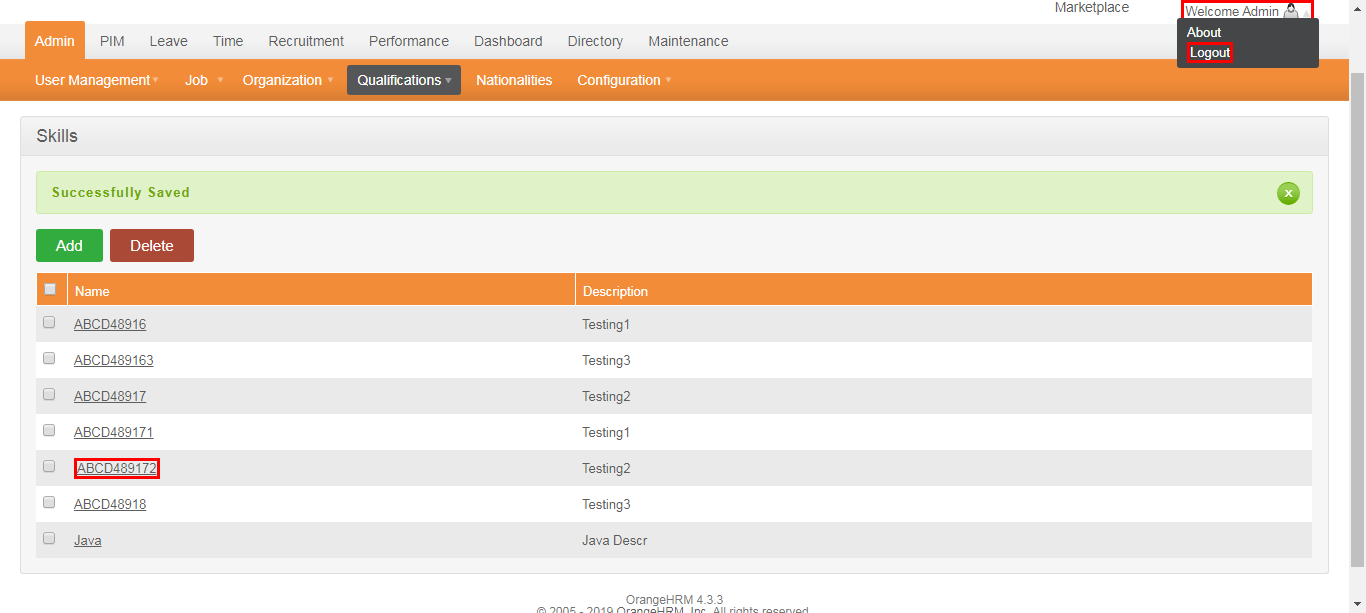 Marketplace Welcome Admin
Admin PIM Leave Time Recruitment Performance Dashboard Directory Maintenance
About
Logout
User Management Job Organization Qualifications Nationalities Configuration
Skills
Successfully Saved x
Add Delete
Name Description
ABCD48916 Testing1
ABCD489163 Testing3
ABCD48917 Testing2
ABCD489171 Testing1
ABCD489172 Testing2
ABCD48918 Testing3
Java Java Descr
OrangeHRM 4.3.3
© 2005 - 2019 OrangeHRM, Inc. All rights reserved.